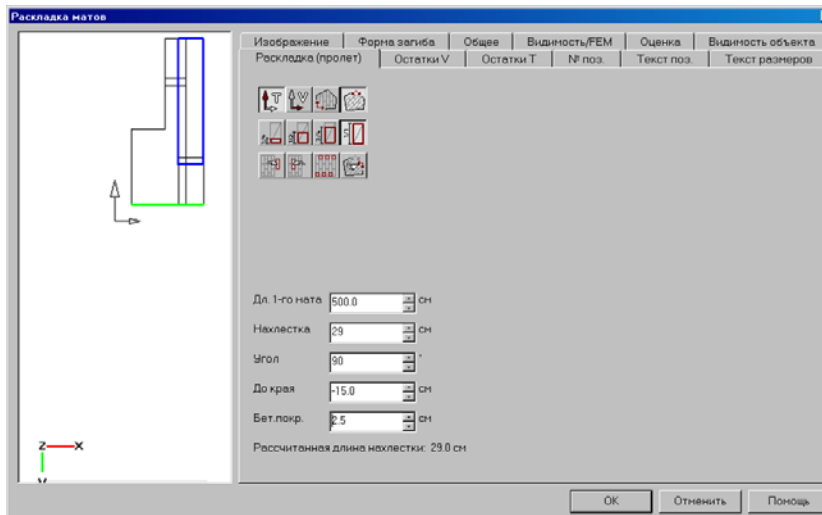 Раскладка матов
Изображение Форма загиба Общее Видимость/FEM Оценка Видимость объекта
Раскладка (пролет) Остатки V Остатки T № поз. Текст поз. Текст размеров
Дл. 1-го мата 500.0 см
Нахлестка 29 см
Угол 90 °
До края -15.0 см
Бет.покр. 2.5 см
Рассчитанная длина нахлестки: 29.0 см
Z X
OK Отменить Помощь